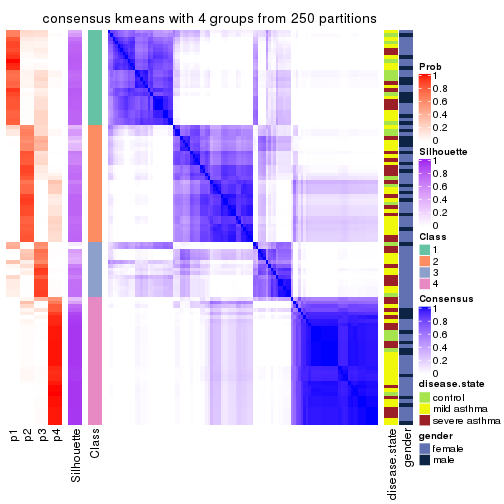 consensus kmeans with 4 groups from 250 partitions
p1
p2
p3
p4
Silhouette
Class
disease.state
gender
Prob
1
0.8
0.6
0.4
0.2
0
Silhouette
1
0.8
0.6
0.4
0.2
0
Class
1
2
3
4
Consensus
1
0.8
0.6
0.4
0.2
0
disease.state
control
mild asthma
severe asthma
gender
female
male